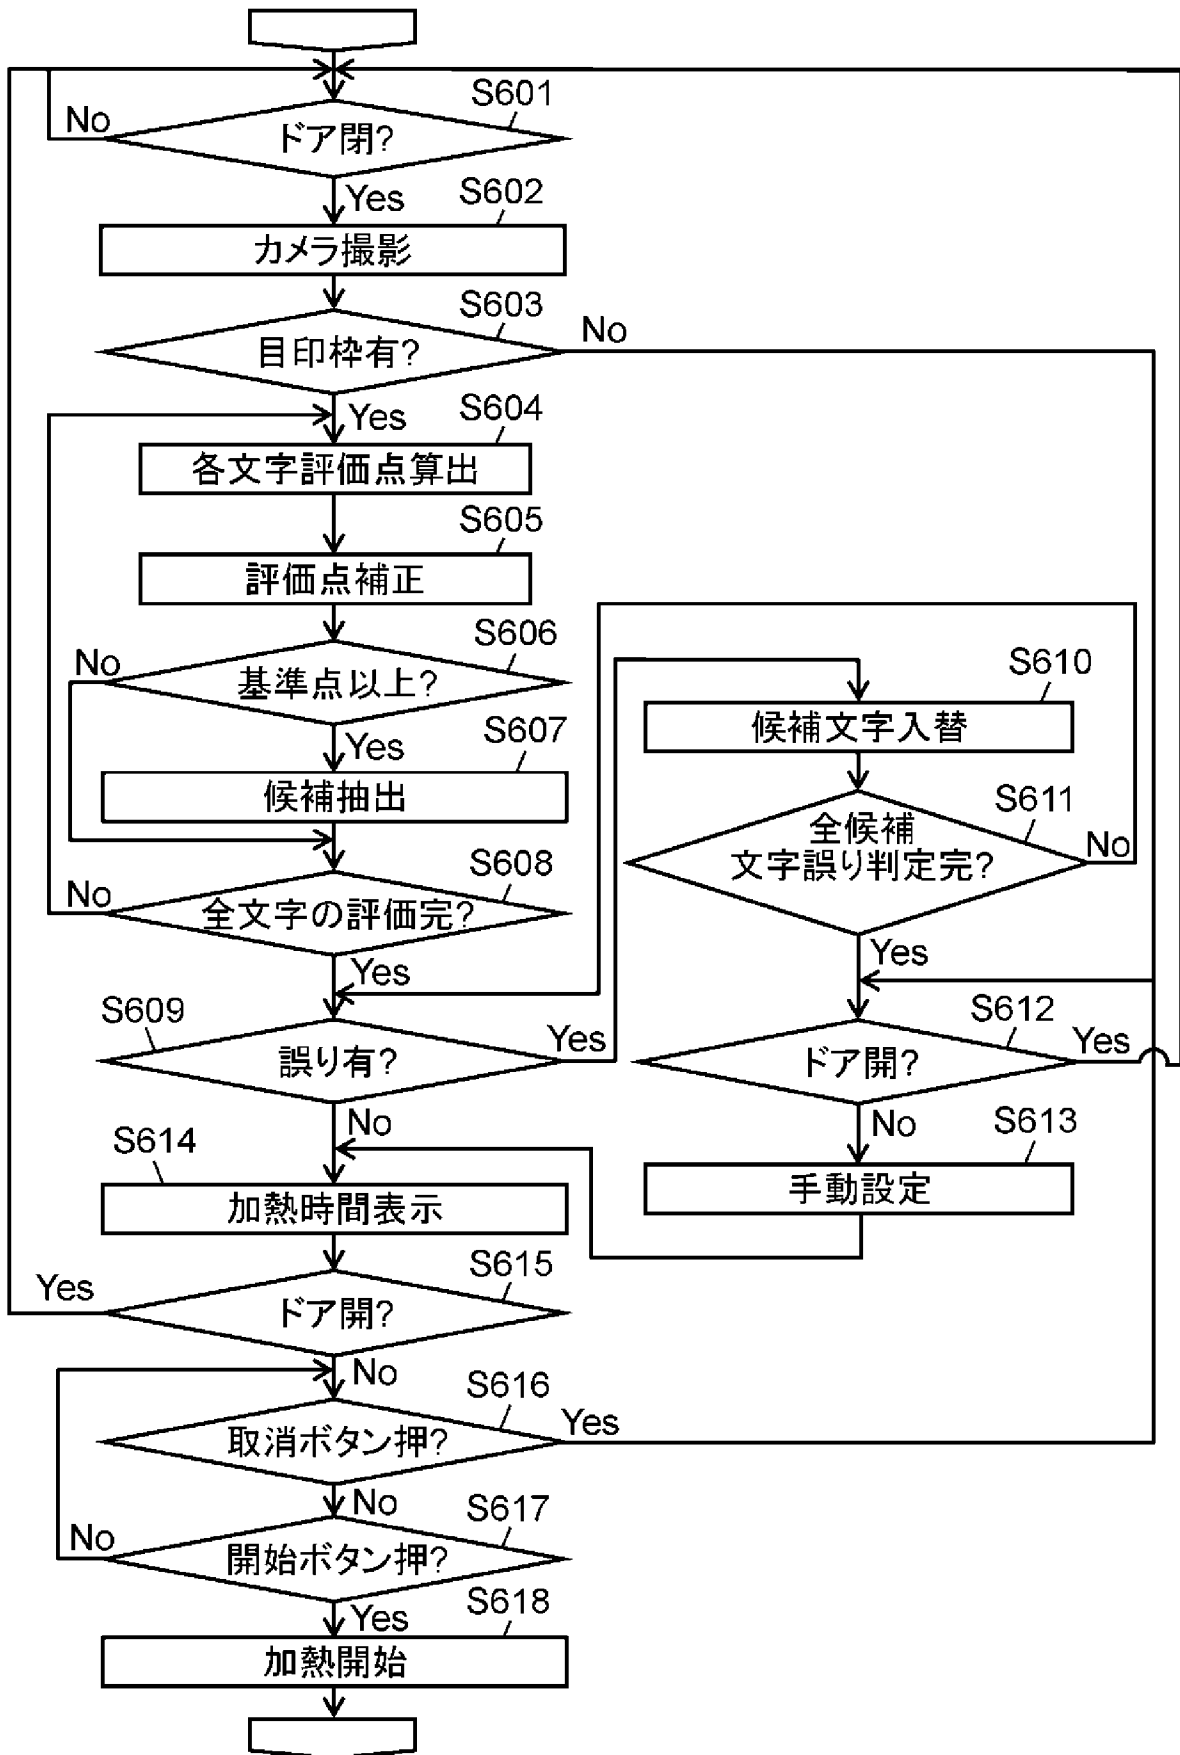 S601
No
ドア閉?
Yes
S602
カメラ撮影
S603
No
目印枠有?
Yes
S604
各文字評価点算出
S605
評価点補正
S606
No
基準点以上?
Yes
S607
候補抽出
S608
No
全文字の評価完?
Yes
S609
誤り有?
Yes
No
S610
候補文字入替
S611
全候補
文字誤り判定完?
No
Yes
S612
ドア開?
Yes
No
S613
手動設定
S614
加熱時間表示
S615
Yes
ドア開?
No
S616
取消ボタン押?
Yes
No
S617
No
開始ボタン押?
Yes
S618
加熱開始